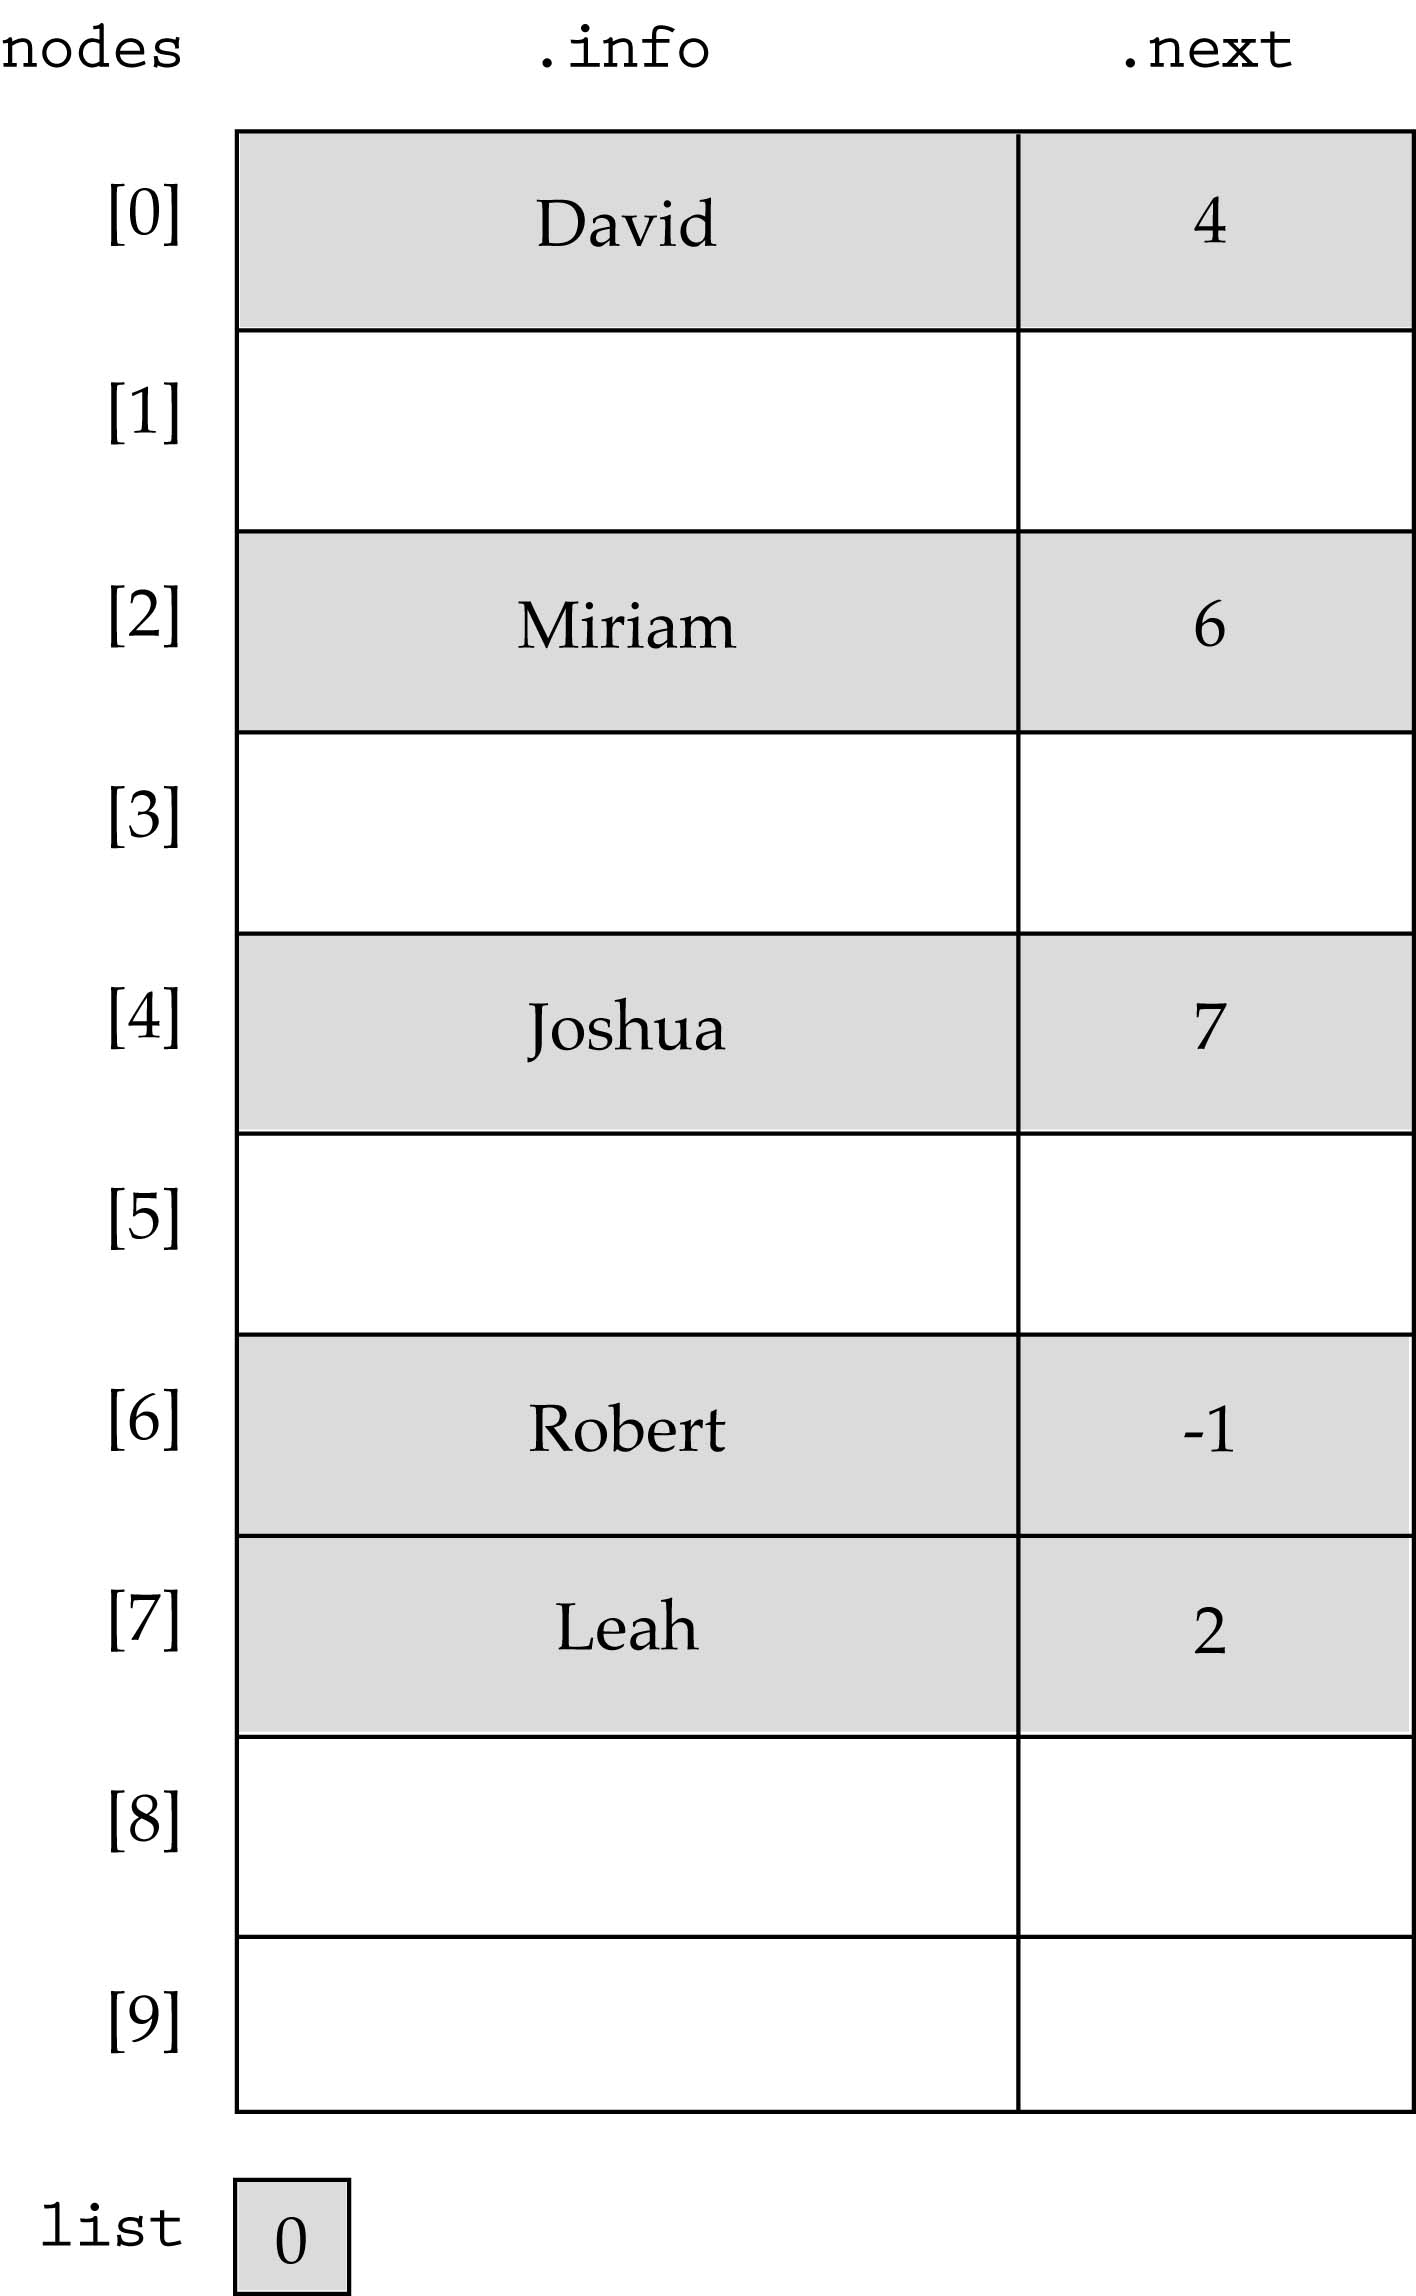 nodes .info .next
[0] David 4
[1]
[2] Miriam 6
[3]
[4] Joshua 7
[5]
[6] Robert -1
[7] Leah 2
[8]
[9]
list 0